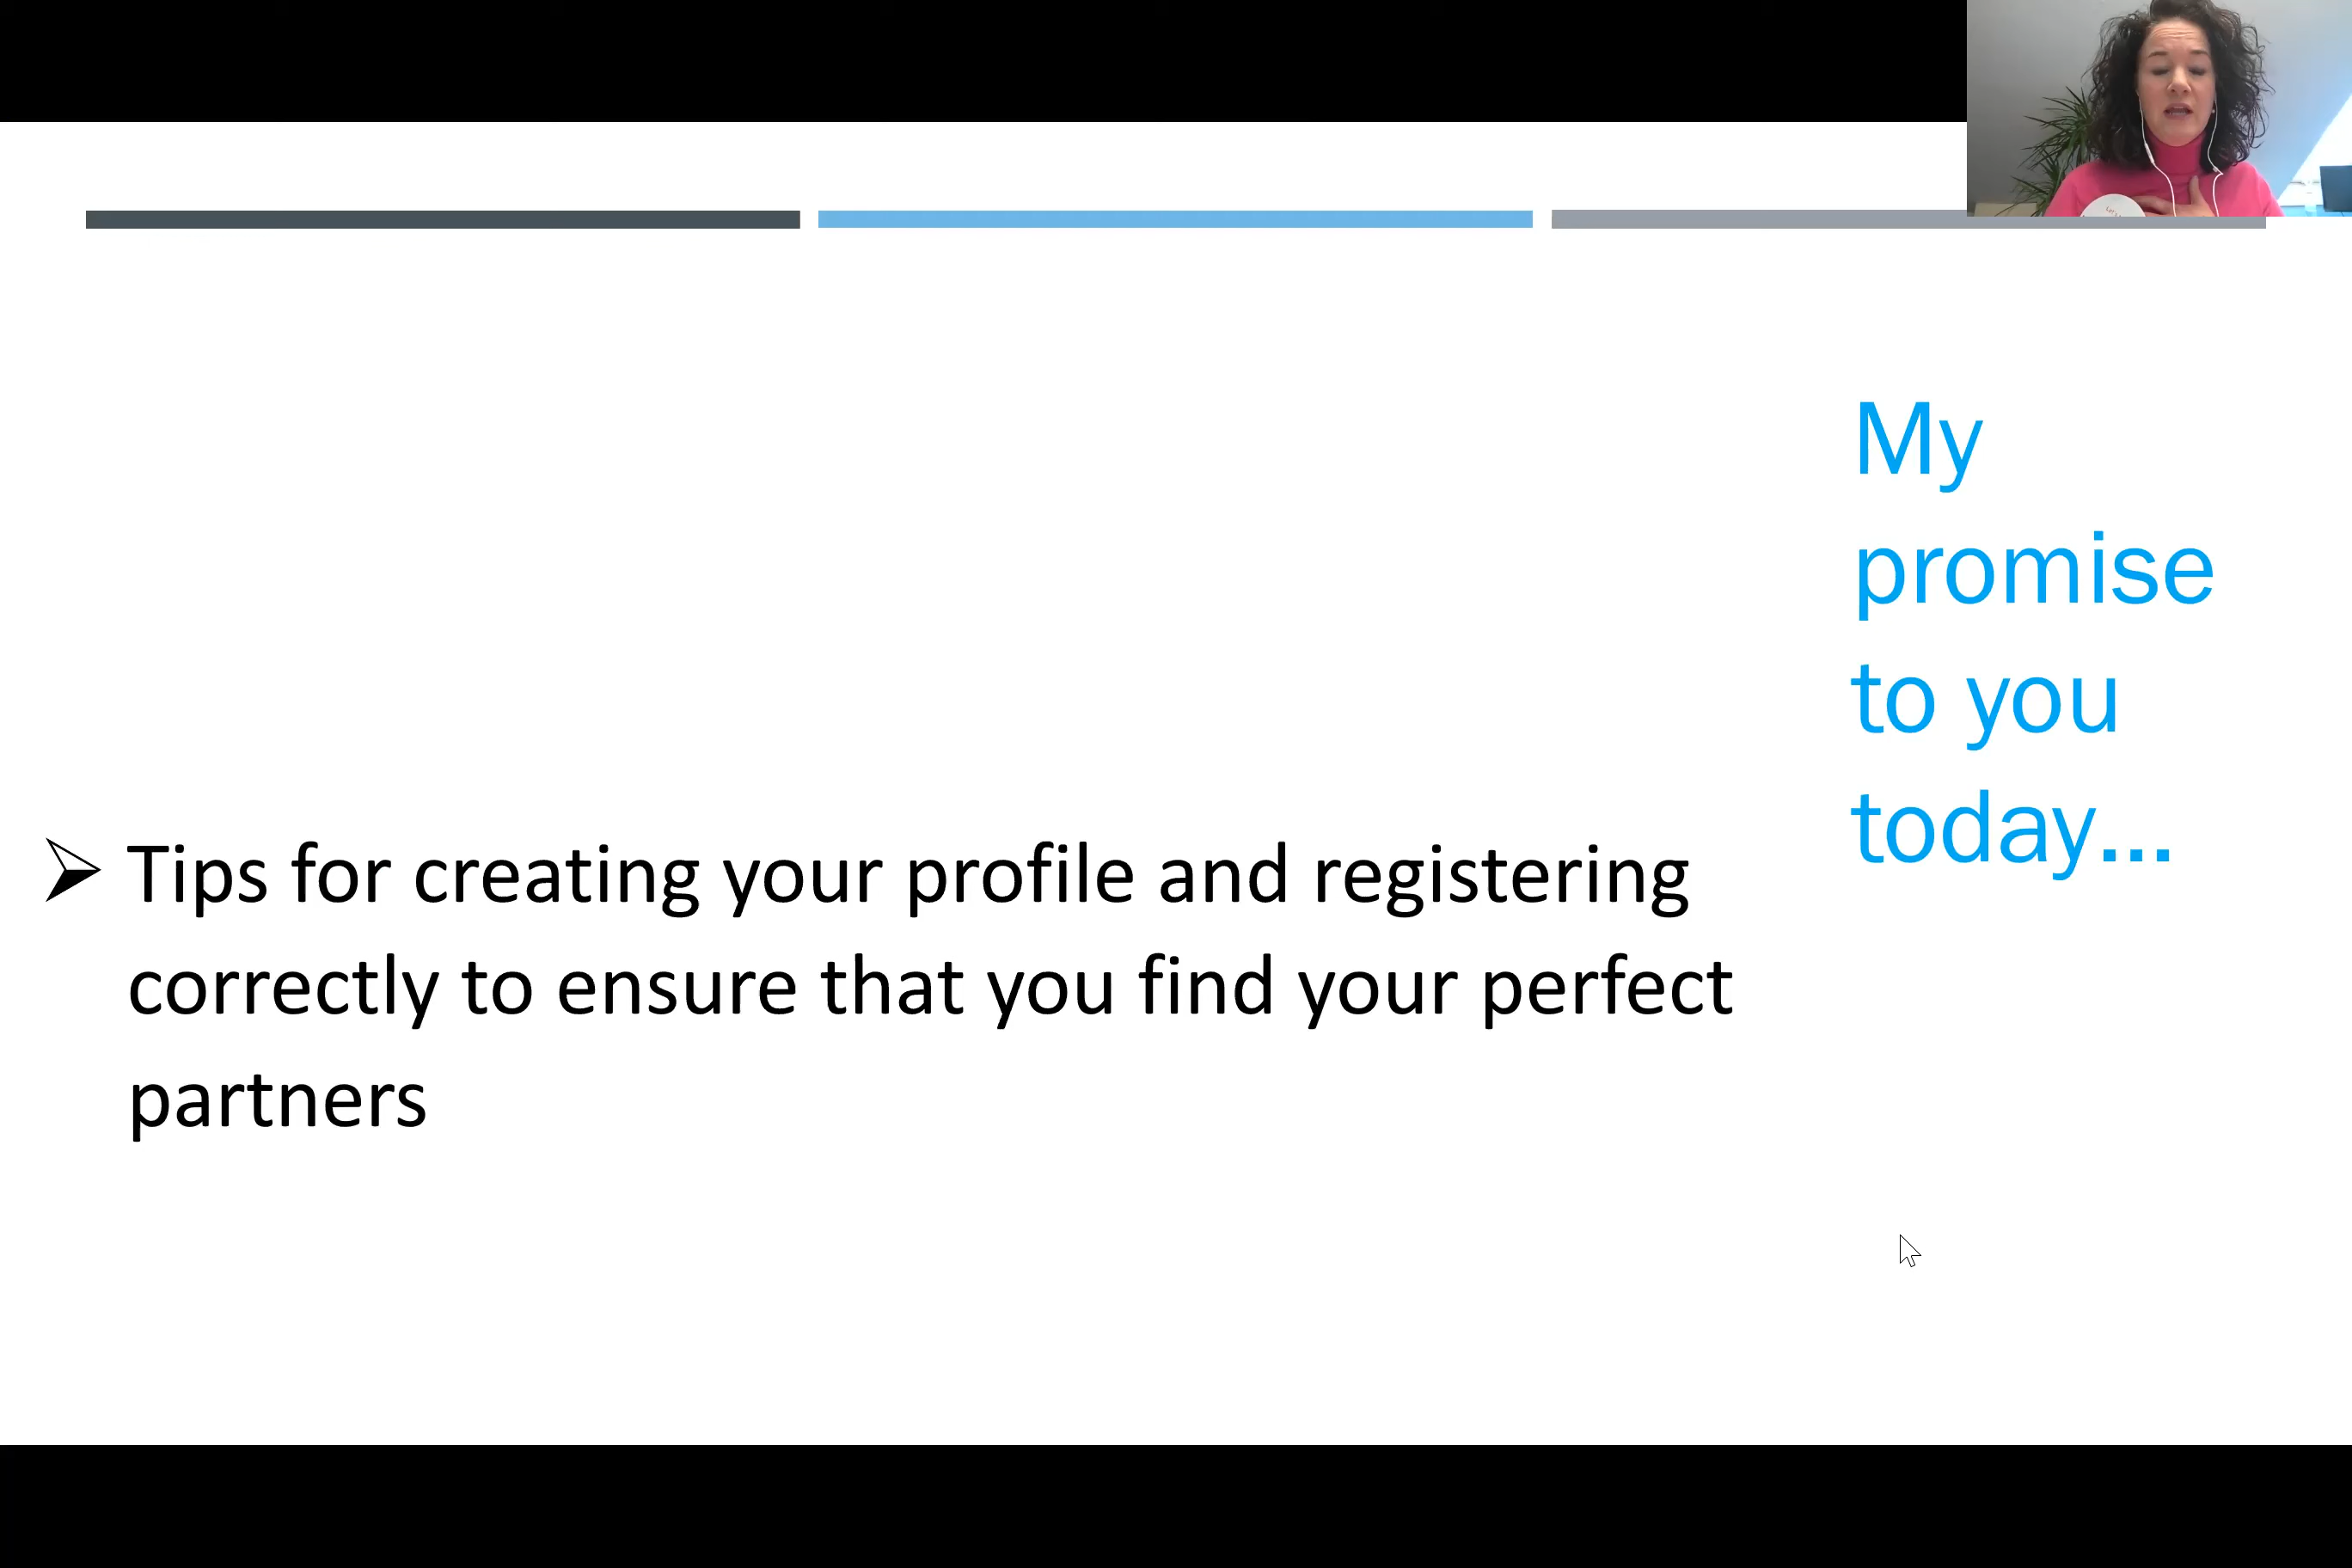 My
promise
to you
today...
Tips for creating your profile and registering
correctly to ensure that you find your perfect
partners